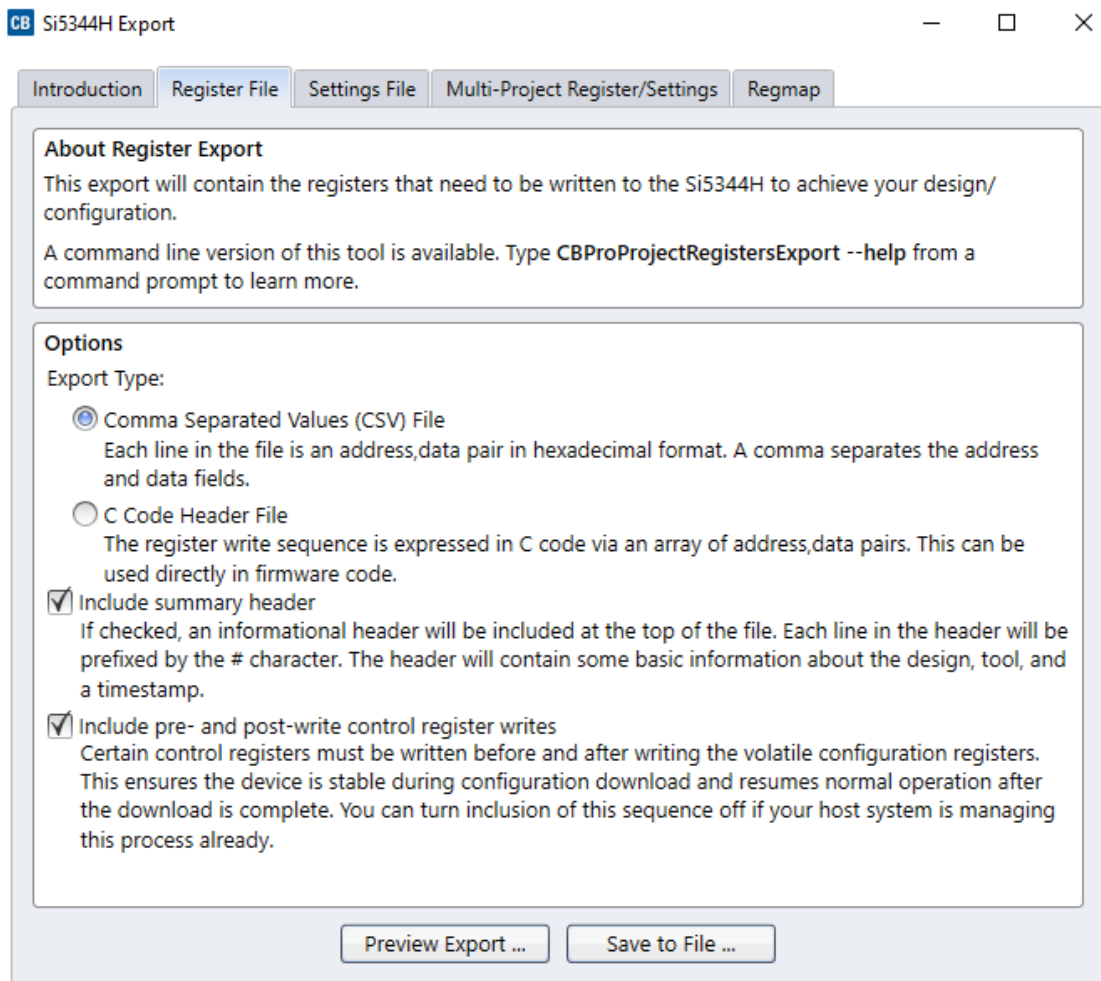 CB Si5344H Export
Introduction
Register File
Settings File
Multi-Project Register/Settings
Regmap
About Register Export
This export will contain the registers that need to be written to the Si5344H to achieve your design/
configuration.
A command line version of this tool is available. Type CBProProjectRegistersExport --help from a
command prompt to learn more.
Options
Export Type:
Comma Separated Values (CSV) File
Each line in the file is an address,data pair in hexadecimal format. A comma separates the address
and data fields.
C Code Header File
The register write sequence is expressed in C code via an array of address,data pairs. This can be
used directly in firmware code.
Include summary header
If checked, an informational header will be included at the top of the file. Each line in the header will be
prefixed by the # character. The header will contain some basic information about the design, tool, and
a timestamp.
Include pre- and post-write control register writes
Certain control registers must be written before and after writing the volatile configuration registers.
This ensures the device is stable during configuration download and resumes normal operation after
the download is complete. You can turn inclusion of this sequence off if your host system is managing
this process already.
Preview Export ...
Save to File ...